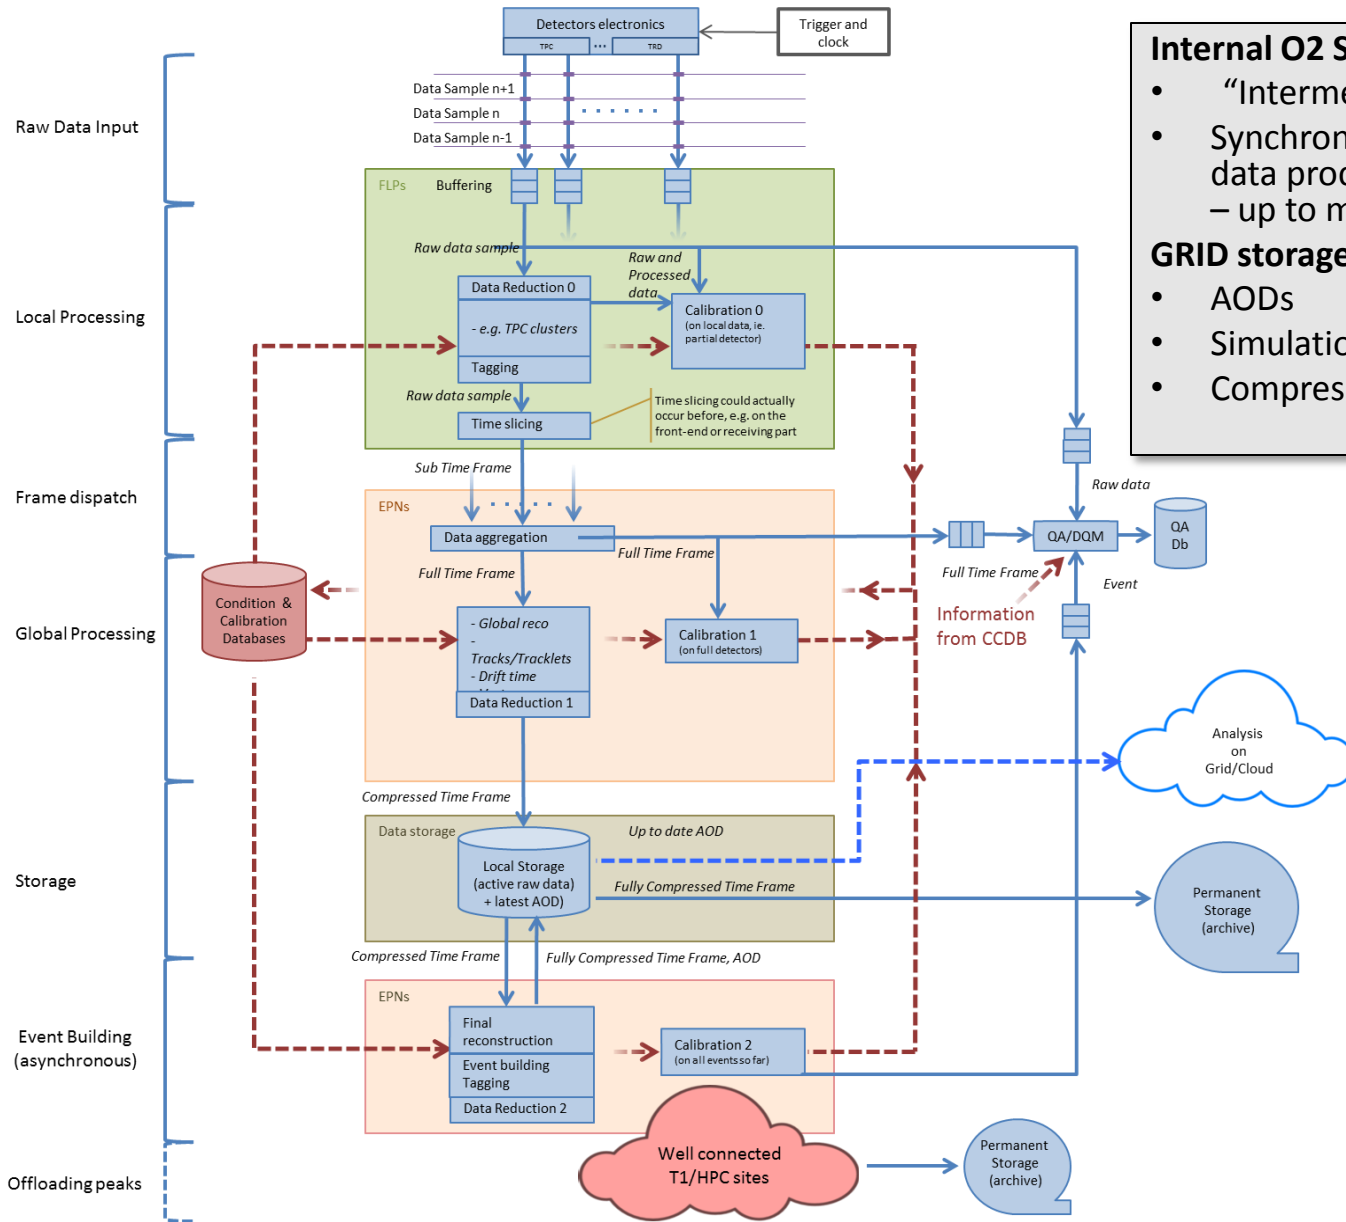 Detectors electronics
TPC
...
TRD
Trigger and
clock
Raw Data Input
Data Sample n+1
Data Sample n
Data Sample n-1
FLPs
Buffering
Raw data sample
Raw and
Processed
data
Local Processing
Data Reduction 0
- e.g. TPC clusters
Tagging
Calibration 0
(on local data, ie.
partial detector)
Raw data sample
Time slicing
Time slicing could actually
occur before, e.g. on the
front-end or receiving part
Frame dispatch
Sub Time Frame
EPNs
Data aggregation
Full Time Frame
Full Time Frame
Raw data
QA/DQM
QA
Db
Full Time Frame
Event
Information
from CCDB
Condition &
Calibration
Databases
Global Processing
- Global reco
-
Tracks/Tracklets
- Drift time
Data Reduction 1
Calibration 1
(on full detectors)
Analysis
on
Grid/Cloud
Compressed Time Frame
Storage
Data storage
Up to date AOD
Local Storage
(active raw data)
+ latest AOD)
Fully Compressed Time Frame
Permanent
Storage
(archive)
Compressed Time Frame
Fully Compressed Time Frame, AOD
EPNs
Event Building
(asynchronous)
Final
reconstruction
Event building
Tagging
Data Reduction 2
Calibration 2
(on all events so far)
Well connected
T1/HPC sites
Permanent
Storage
(archive)
Offloading peaks
Internal O2 S
• “Interme
• Synchron
data proc
– up to m
GRID storage
• AODs
• Simulatio
• Compres